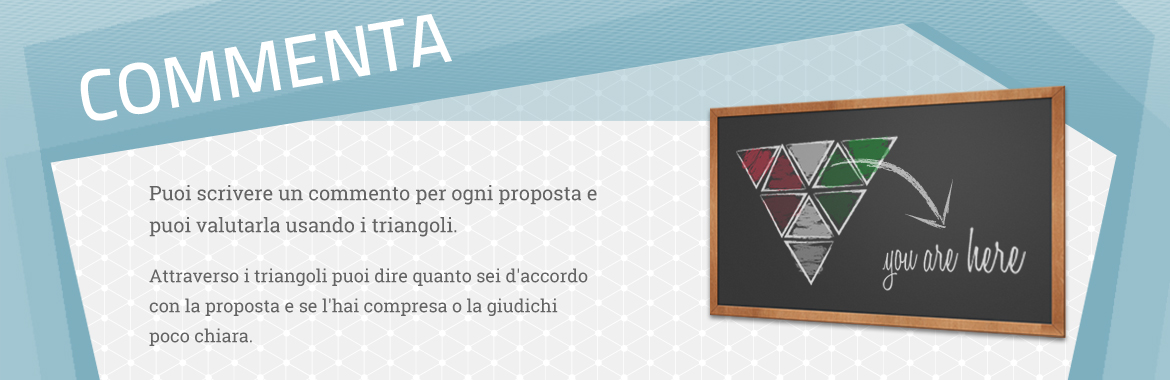 COMMENTA
Puoi scrivere un commento per ogni proposta e
puoi valutarla usando i triangoli.
Attraverso i triangoli puoi dire quanto sei d'accordo
con la proposta e se l'hai compresa o la giudichi
poco chiara.
you are here